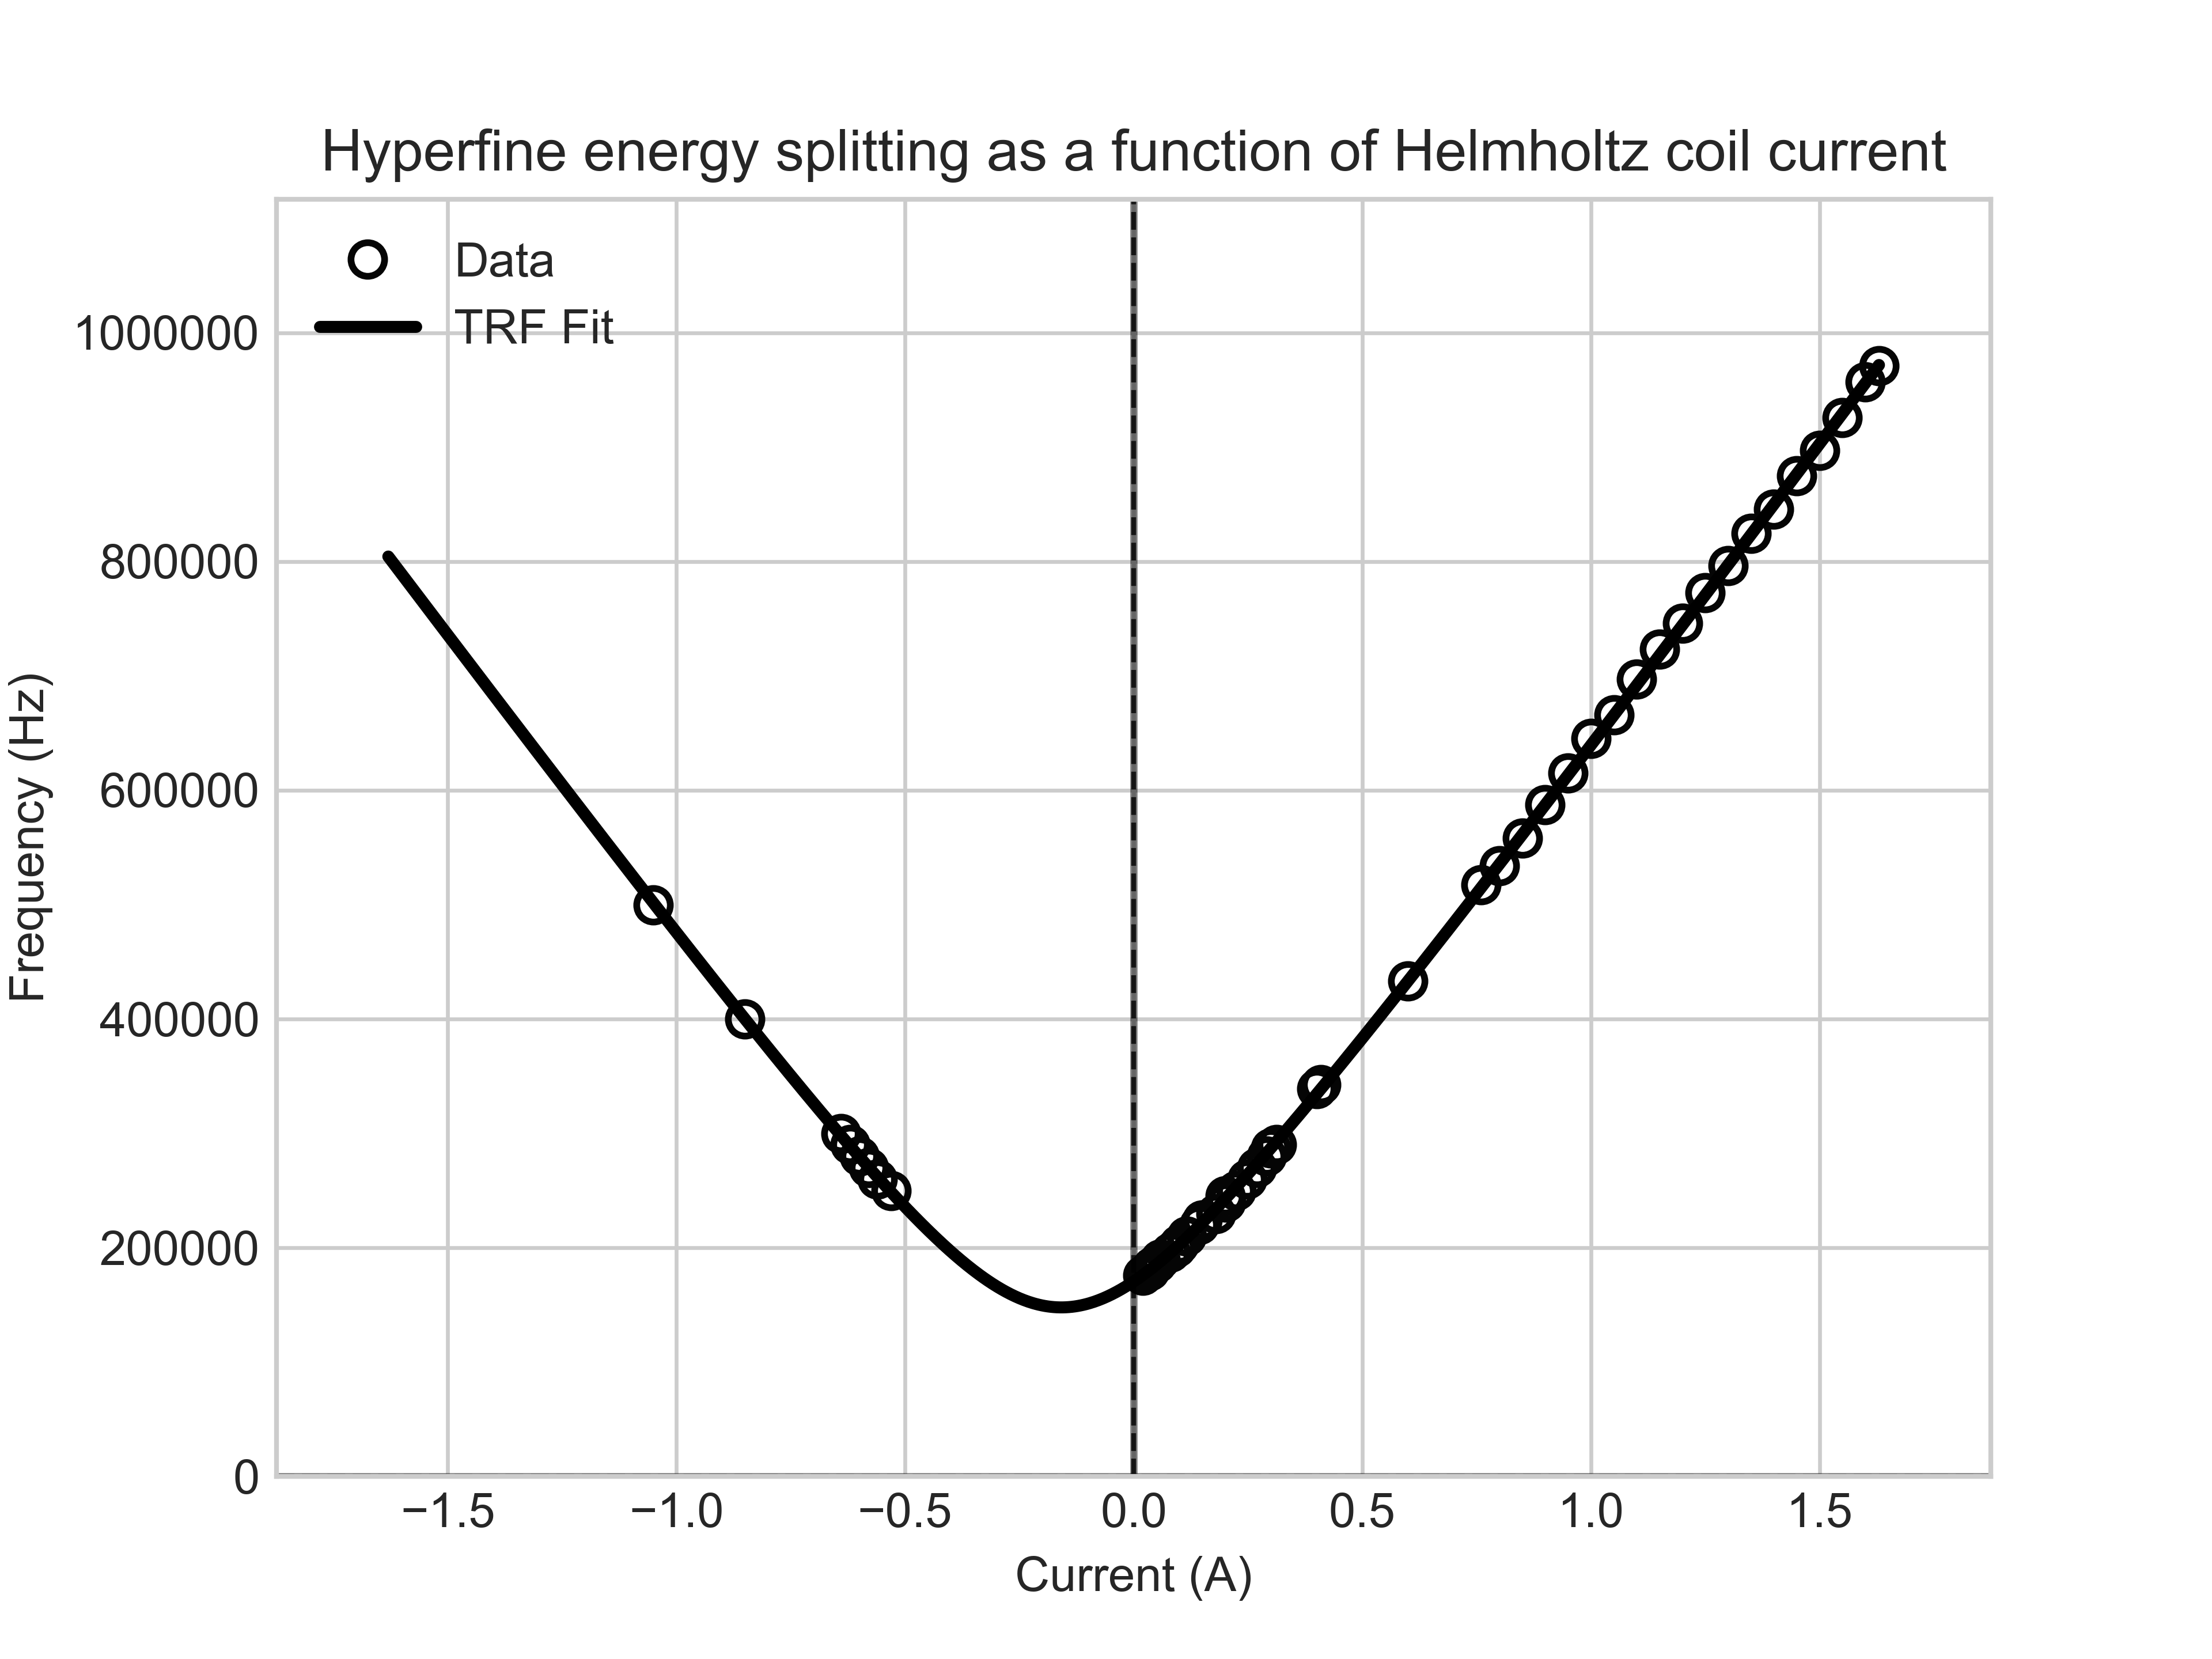 Hyperfine energy splitting as a function of Helmholtz coil current
Data
TRF Fit
1000000
800000
600000
400000
200000
0
Frequency (Hz)
−1.5 −1.0 −0.5 0.0 0.5 1.0 1.5
Current (A)